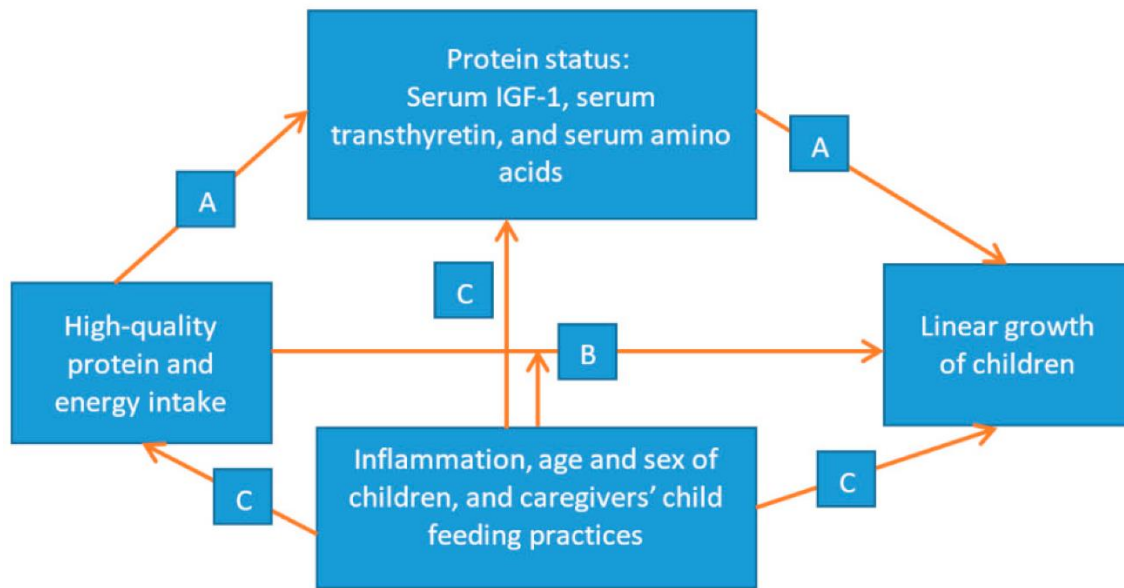 Protein status:
Serum IGF-1, serum
transthyretin, and serum amino
acids
A
A
C
High-quality
protein and
energy intake
B
Linear growth
of children
C
Inflammation, age and sex of
children, and caregivers’ child
feeding practices
C